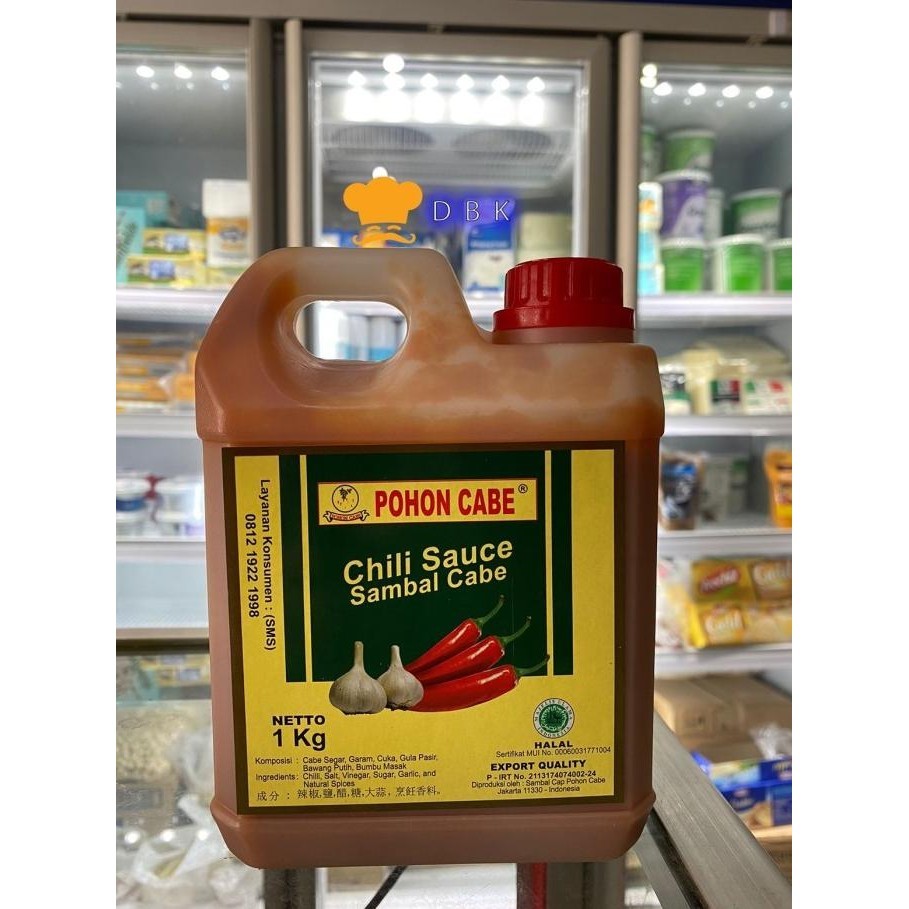 DBK
POHON CABE®
Chili Sauce
Sambal Cabe
Layanan Konsumen : (SMS)
0812 1922 1998
NETTO
1 Kg
Komposisi : Cabe Segar, Garam, Cuka, Gula Pasir,
Bawang Putih, Bumbu Masak
Ingredients : Chilli, Salt, Vinegar, Sugar, Garlic, and
Natural Spices
成分 : 辣椒,鹽,醋,糖,大蒜, 烹飪香料。
HALAL
Sertifikat MUI No. 00060031771004
EXPORT QUALITY
P - IRT No. 2113174074002-24
Diproduksi oleh : Sambal Cap Pohon Cabe
Jakarta 11330 - Indonesia